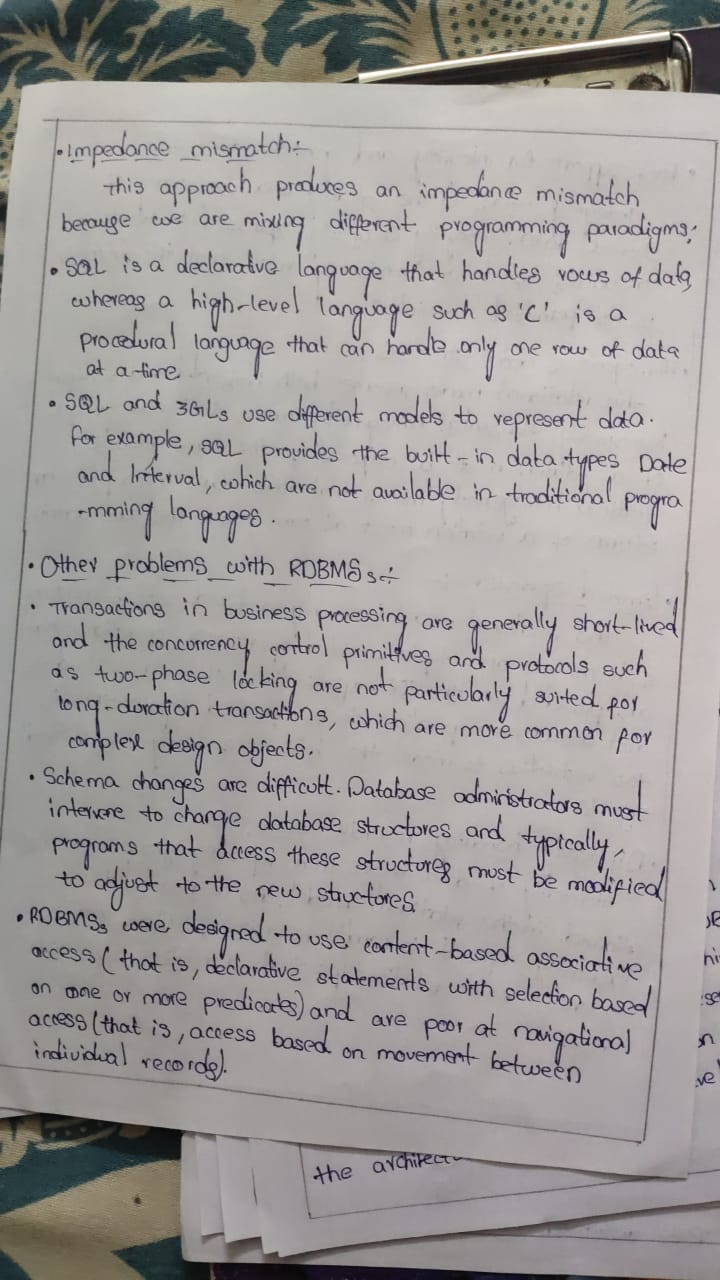 • Impedance mismatch:-
This approach produces an impedance mismatch
because we are mixing different programming paradigms;
• SQL is a declarative language that handles rows of data,
whereas a high-level language such as 'C' is a
procedural language that can handle only one row of data
at a time.
• SQL and 3GLs use different models to represent data.
For example, SQL provides the built-in data types Date
and Interval, which are not available in traditional progra
-mming languages.
• Other problems with RDBMSs:-
• Transactions in business processing are generally short-lived
and the concurrency control primitives and protocols such
as two-phase locking are not particularly suited for
long-duration transactions, which are more common for
complex design objects.
• Schema changes are difficult. Database administrators must
intervene to change database structures and typically,
programs that access these structures must be modified
to adjust to the new structures
• RDBMSs were designed to use content-based associative
access (that is, declarative statements with selection based
on one or more predicates) and are poor at navigational
access (that is, access based on movement between
individual records).
the